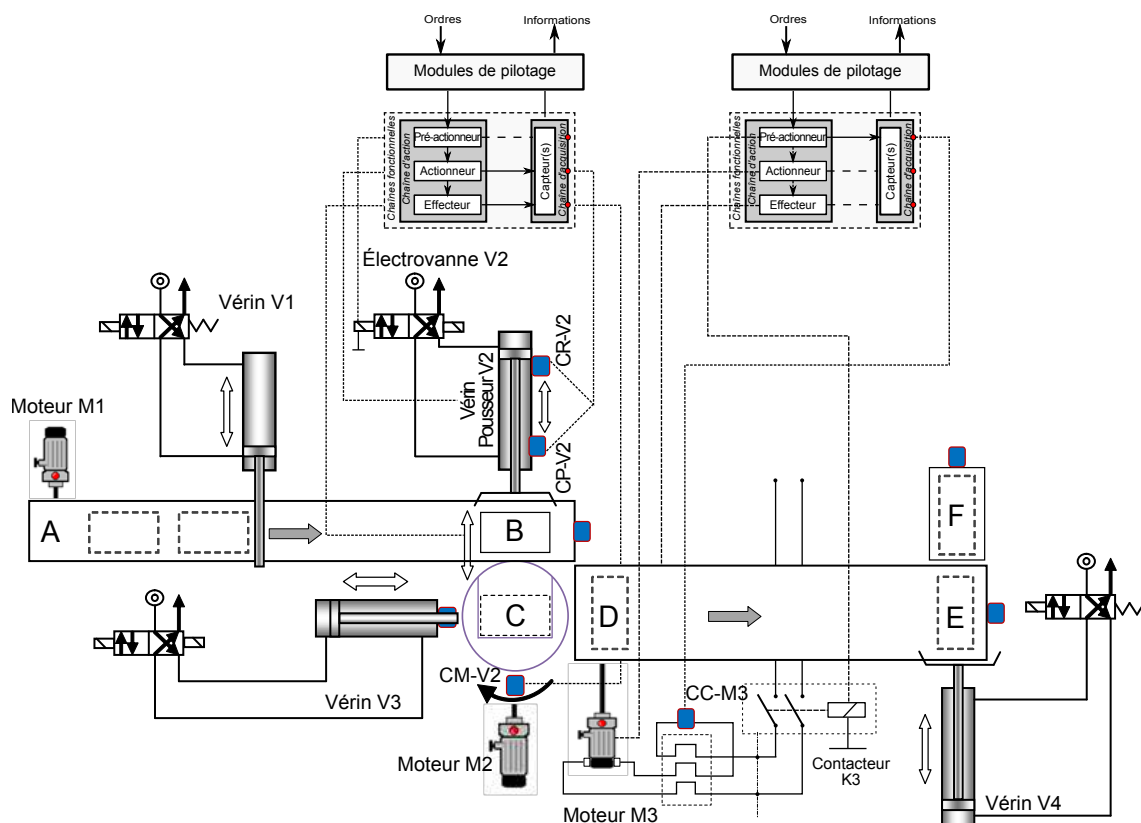 Ordres
Informations
Modules de pilotage
Chaînes fonctionnelles
Chaîne d'action
Pré-actionneur
Actionneur
Effecteur
Capteur(s)
Chaîne d'acquisition
Ordres
Informations
Modules de pilotage
Chaînes fonctionnelles
Chaîne d'action
Pré-actionneur
Actionneur
Effecteur
Capteur(s)
Chaîne d'acquisition
Électrovanne V2
Vérin V1
Vérin
Pousseur V2
CR-V2
CP-V2
Moteur M1
A
B
F
C
D
E
CM-V2
Vérin V3
CC-M3
Moteur M2
Contacteur
K3
Moteur M3
Vérin V4